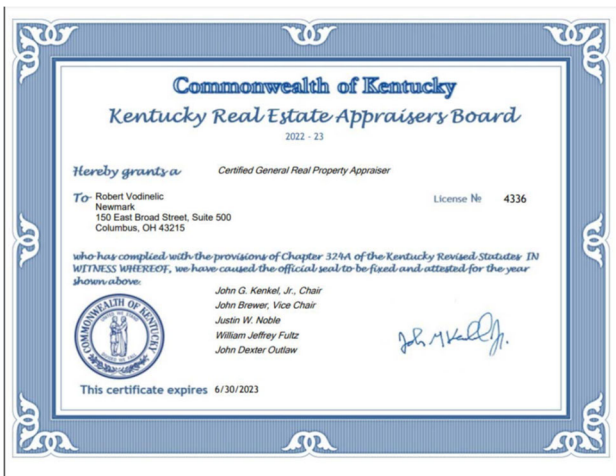 Commonwealth of Kentucky
Kentucky Real Estate Appraisers Board
2022 - 23
Hereby grants a Certified General Real Property Appraiser
To Robert Vodinelic License № 4336
Newmark
150 East Broad Street, Suite 500
Columbus, OH 43215
who has complied with the provisions of Chapter 324A of the Kentucky Revised Statutes IN
WITNESS WHEREOF, we have caused the official seal to be fixed and attested for the year
shown above.
John G. Kenkel, Jr., Chair
John Brewer, Vice Chair
Justin W. Noble
William Jeffrey Fultz
John Dexter Outlaw
COMMONWEALTH OF KENTUCKY
This certificate expires 6/30/2023